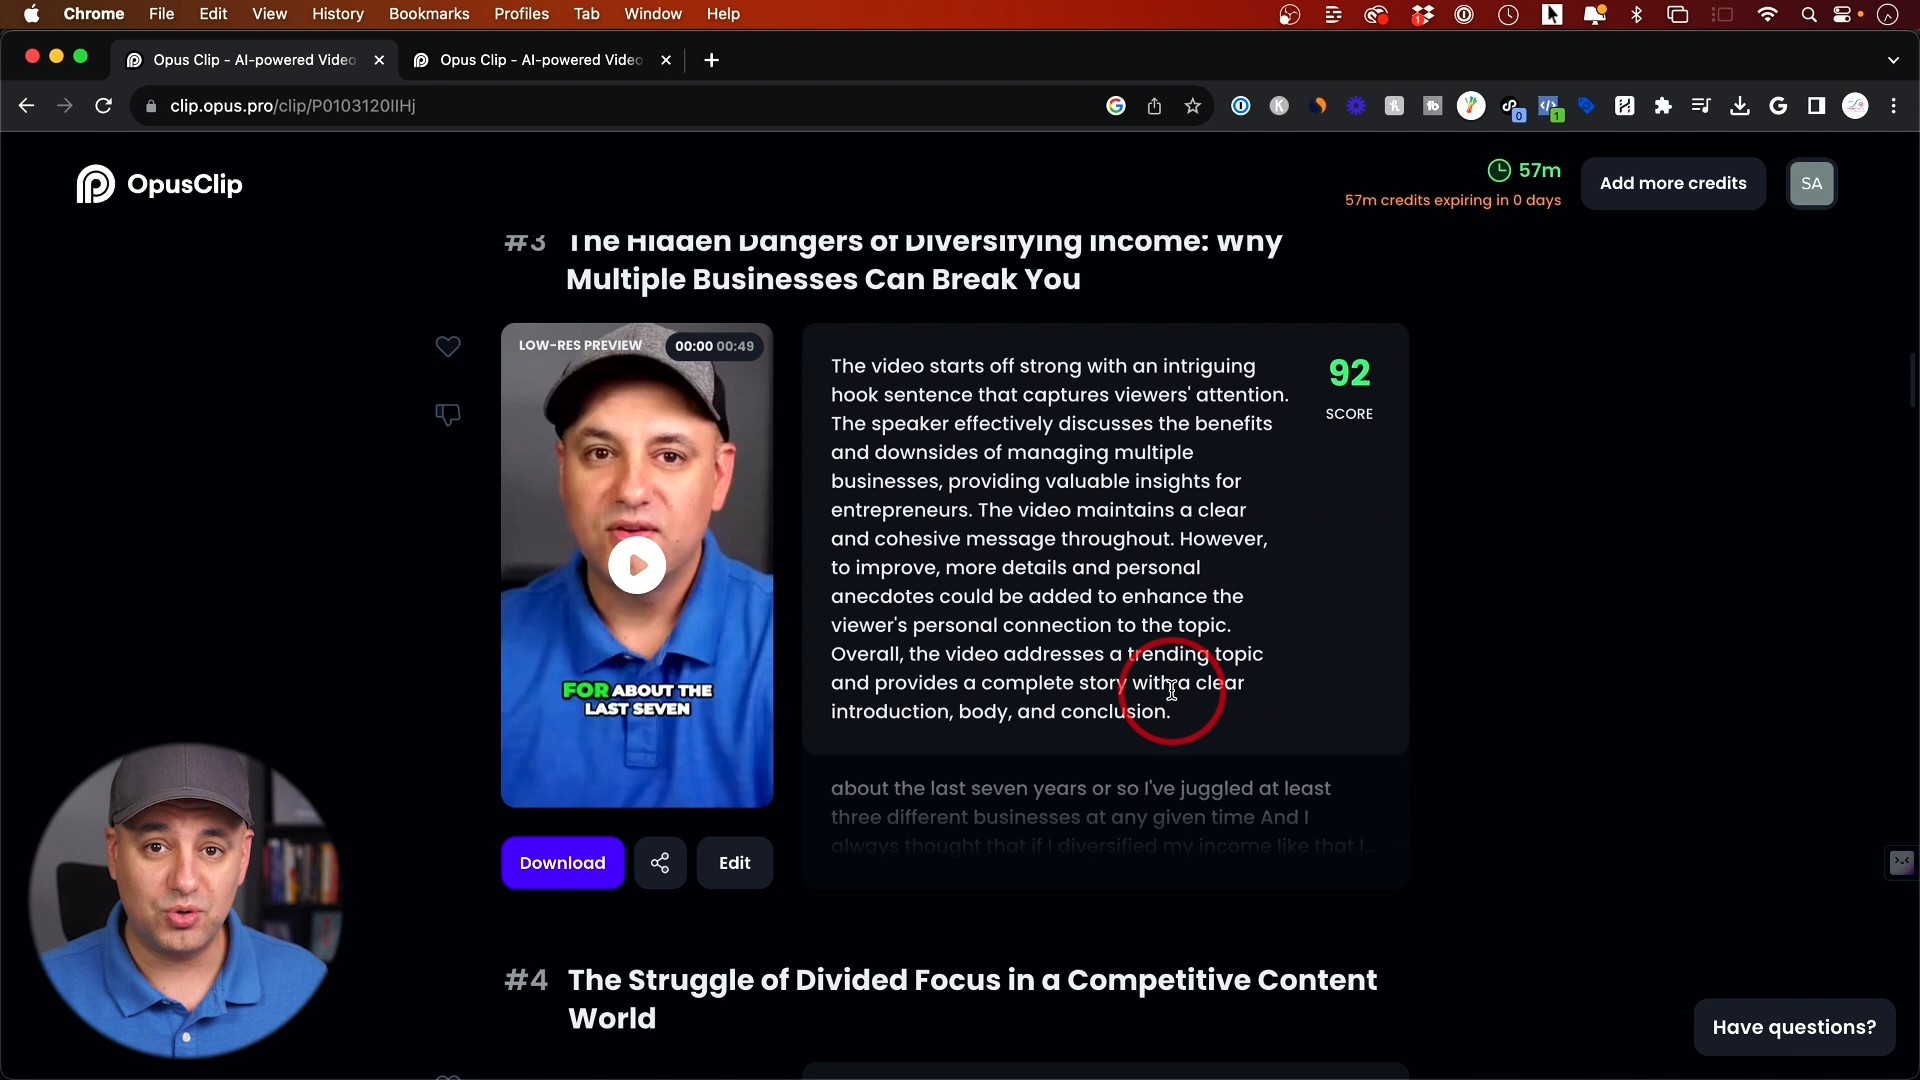 Chrome File Edit View History Bookmarks Profiles Tab Window Help
Opus Clip - AI-powered Video
Opus Clip - AI-powered Video
clip.opus.pro/clip/P0103120IIHj
OpusClip
57m
57m credits expiring in 0 days
Add more credits
SA
#3 The Hidden Dangers of Diversifying Income: Why
Multiple Businesses Can Break You
LOW-RES PREVIEW 00:00 00:49
FOR ABOUT THE
LAST SEVEN
The video starts off strong with an intriguing
hook sentence that captures viewers' attention.
The speaker effectively discusses the benefits
and downsides of managing multiple
businesses, providing valuable insights for
entrepreneurs. The video maintains a clear
and cohesive message throughout. However,
to improve, more details and personal
anecdotes could be added to enhance the
viewer's personal connection to the topic.
Overall, the video addresses a trending topic
and provides a complete story with a clear
introduction, body, and conclusion.
92
SCORE
about the last seven years or so I've juggled at least
three different businesses at any given time And I
always thought that if I diversified my income like that I...
Download
Edit
#4 The Struggle of Divided Focus in a Competitive Content
World
Have questions?